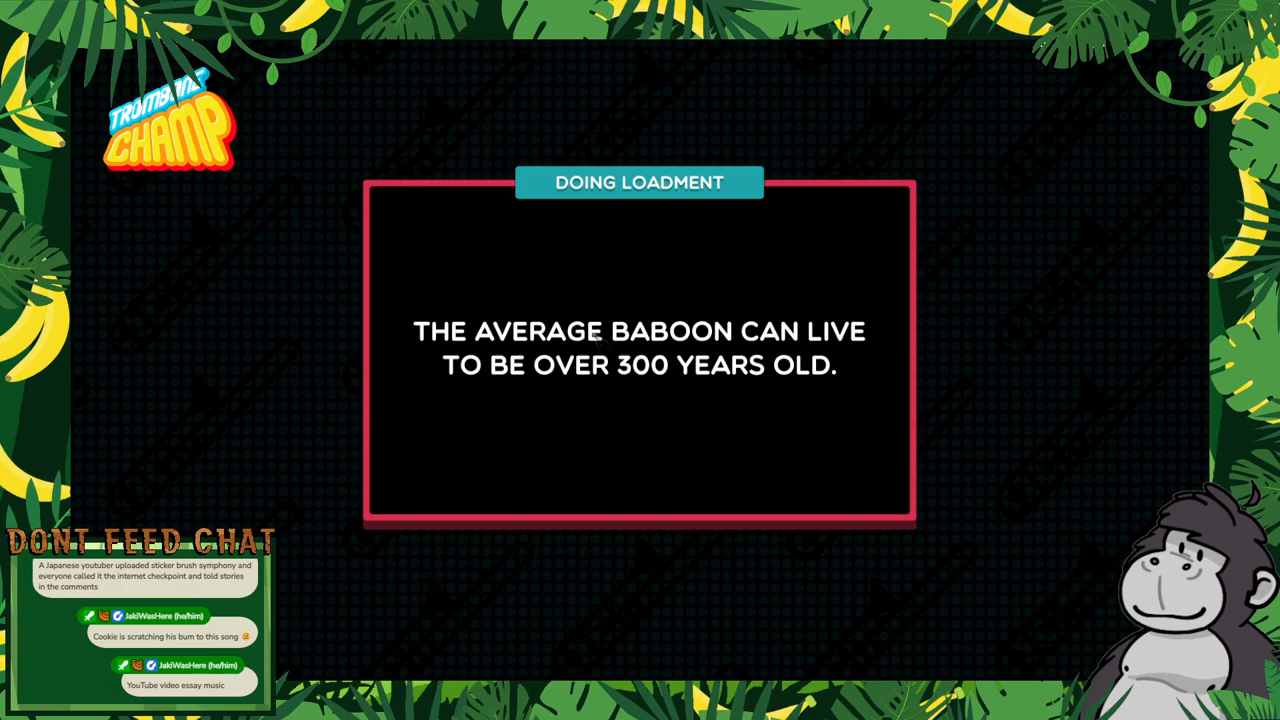 TROMBONE
CHAMP
DOING LOADMENT
THE AVERAGE BABOON CAN LIVE
TO BE OVER 300 YEARS OLD.
DONT FEED CHAT
A Japanese youtuber uploaded sticker brush symphony and
everyone called it the internet checkpoint and told stories
in the comments
JakiWasHere (he/him)
Cookie is scratching his bum to this song
JakiWasHere (he/him)
YouTube video essay music